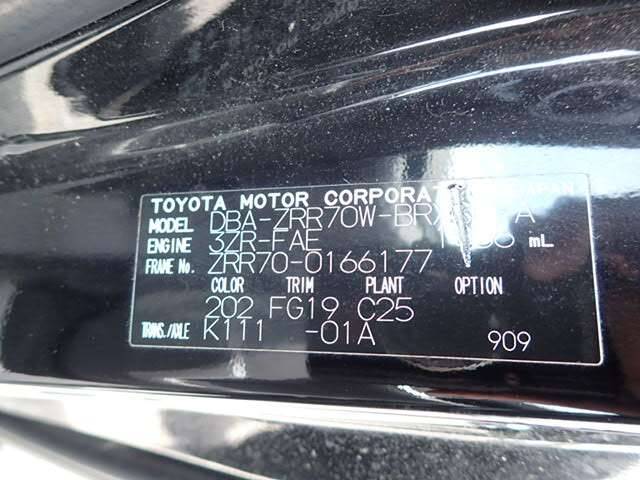 TOYOTA MOTOR CORPORAT JAPAN
MODEL DBA-ZRR70W-BRX A
ENGINE 3ZR-FAE mL
FRAME No. ZRR70-0166177
COLOR TRIM PLANT OPTION
202 FG19 C25
TRANS./AXLE K111 -01A 909